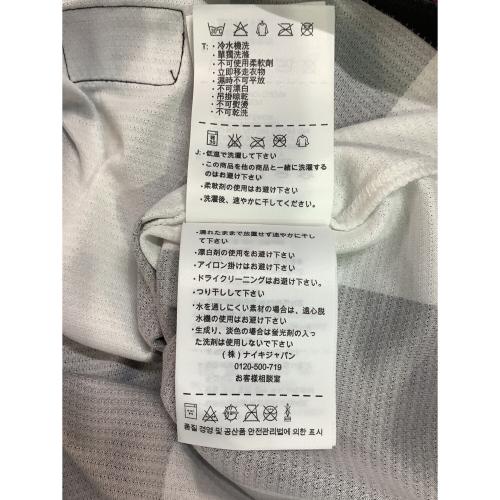 T: ・冷水機洗
・單獨洗滌
・不可使用柔軟劑
・立即移走衣物
・濕時不可平放
・不可漂白
・吊掛晾乾
・不可熨燙
・不可乾洗
J: ・低温で洗濯して下さい
・この商品を他の商品と一緒に洗濯する
のはお避け下さい
・柔軟剤の使用はお避け下さい
・洗濯後、速やかに干してください。
・濡れたままで放置せず速やかに干し
て下さい
・漂白剤の使用をお避け下さい
・アイロン掛けはお避け下さい
・ドライクリーニングはお避け下さい
・つり干しして下さい
・水を通しにくい素材の場合は、遠心脱
水機の使用はお避け下さい
・生成り、淡色の場合は蛍光剤の入っ
た洗剤は使用しないで下さい
(株)ナイキジャパン
0120-500-719
お客様相談室
품질 경영 및 공산품 안전관리법에 의한 표시